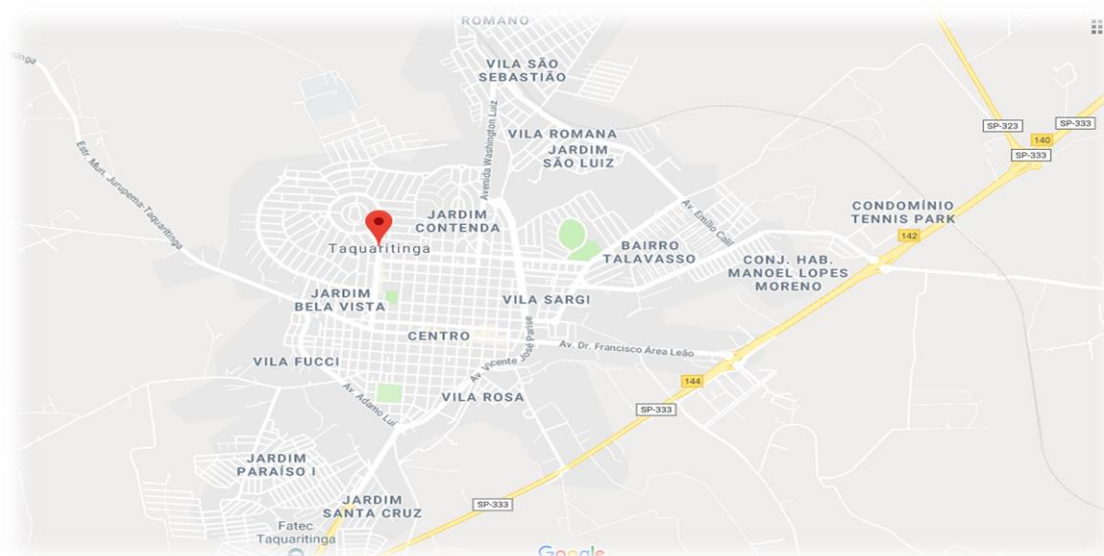 ROMANO
VILA SÃO
SEBASTIÃO
Avenida Washington Luiz
VILA ROMANA
JARDIM
SÃO LUIZ
SP-323
SP-333
140
SP-333
Estr. Mun. Jurupema-Taquaritinga
JARDIM
CONTENDA
Av. Emílio Calil
CONDOMÍNIO
TENNIS PARK
142
Taquaritinga
BAIRRO
TALAVASSO
CONJ. HAB.
MANOEL LOPES
MORENO
JARDIM
BELA VISTA
VILA SARGI
CENTRO
Av. Dr. Francisco Área Leão
Av. Vicente José Parise
VILA FUCCI
144
Av. Adamo Lui
VILA ROSA
SP-333
JARDIM
PARAÍSO I
JARDIM
SANTA CRUZ
SP-333
Fatec
Taquaritinga
Google